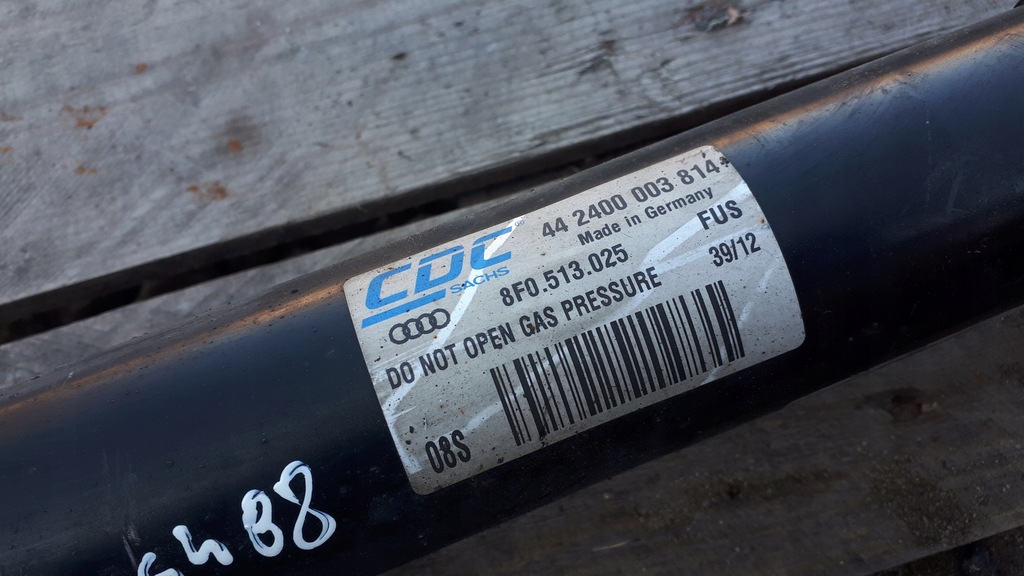 CDC
SACHS
44 2400 003 814
Made in Germany
8F0.513.025
FUS
DO NOT OPEN GAS PRESSURE
39/12
08S
B8